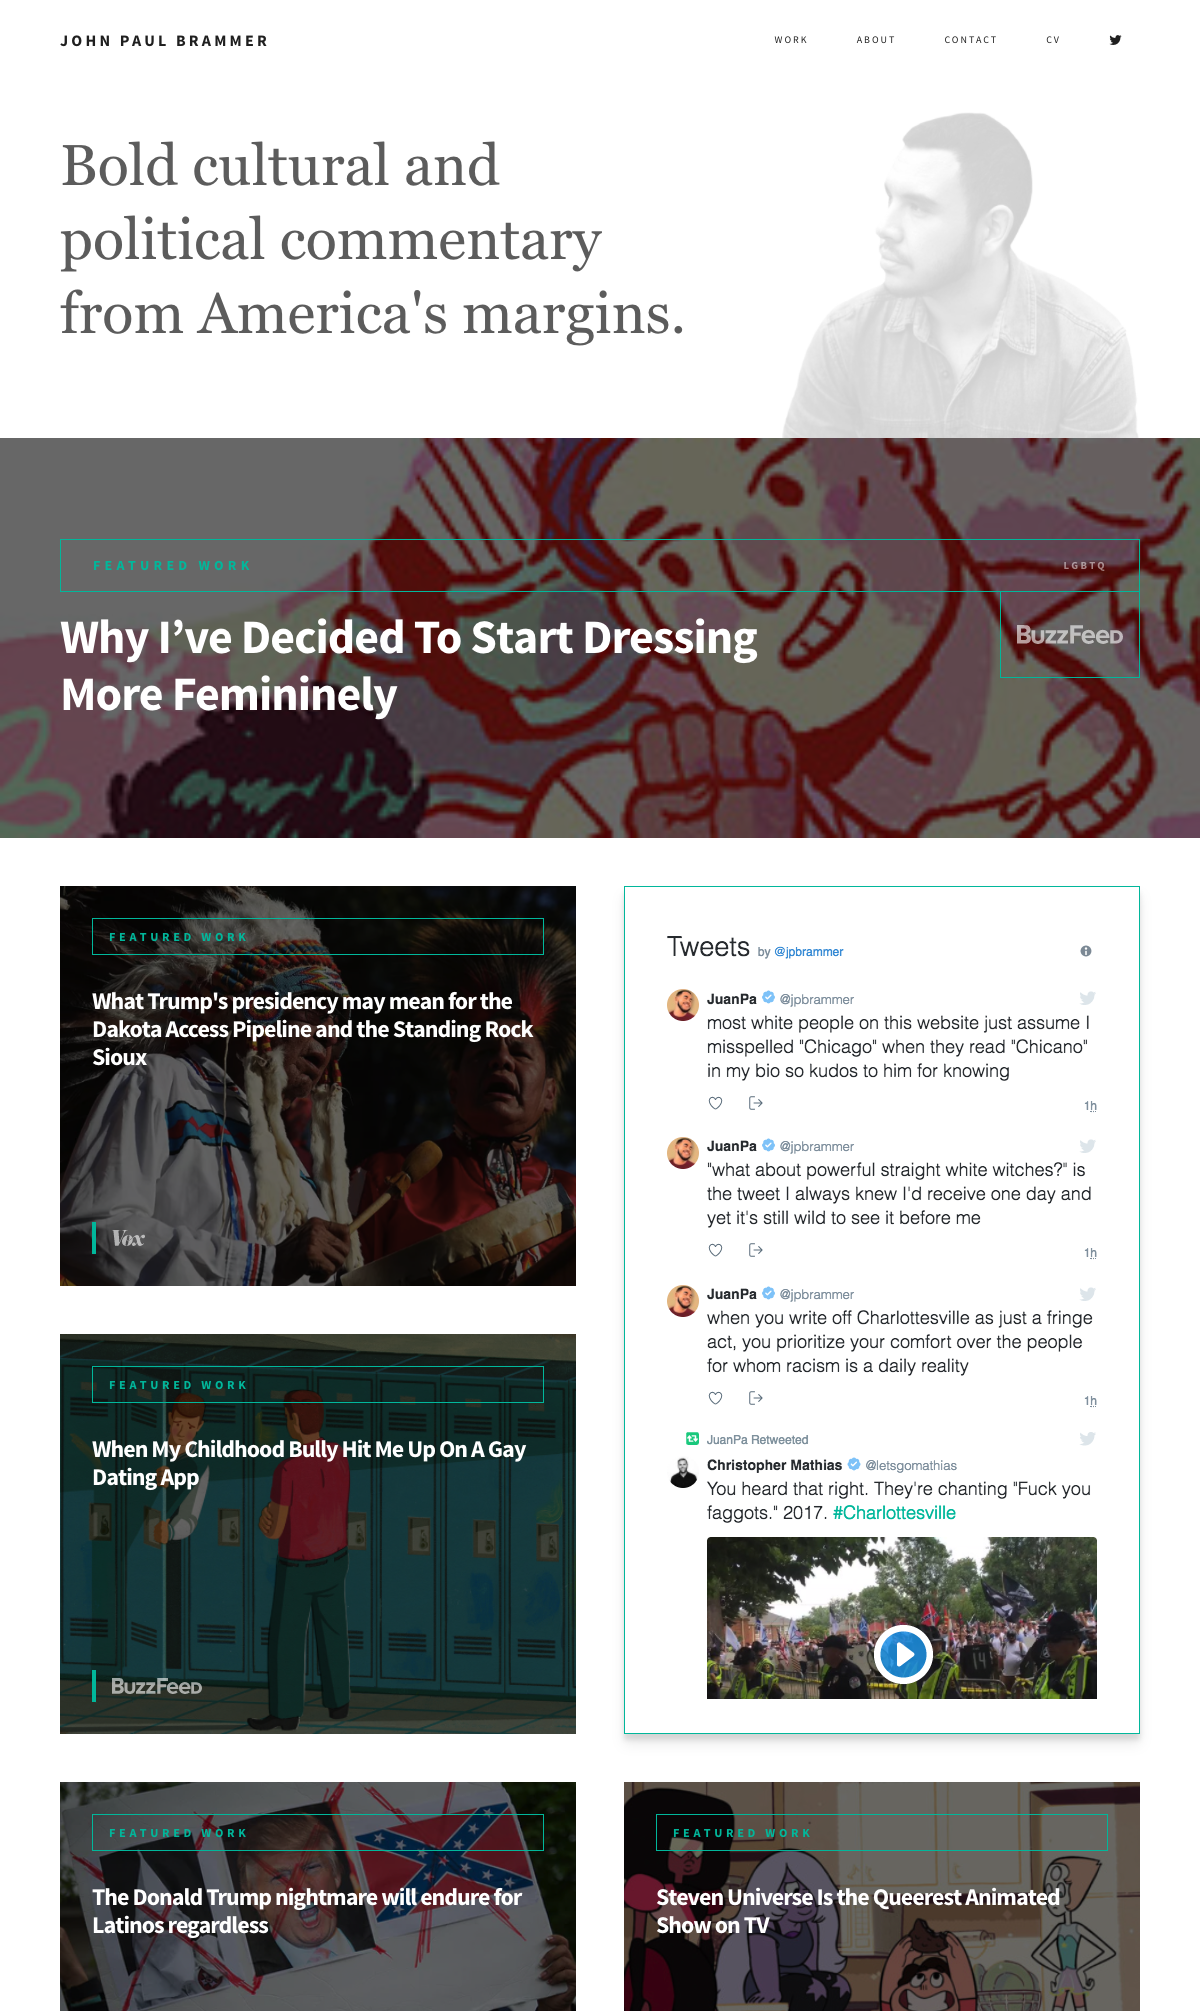 JOHN PAUL BRAMMER
WORK ABOUT CONTACT CV
Bold cultural and
political commentary
from America's margins.
FEATURED WORK
LGBTQ
Why I’ve Decided To Start Dressing
More Femininely
BuzzFeed
FEATURED WORK
What Trump's presidency may mean for the
Dakota Access Pipeline and the Standing Rock
Sioux
Vox
FEATURED WORK
When My Childhood Bully Hit Me Up On A Gay
Dating App
BuzzFeed
Tweets by @jpbrammer
JuanPa @jpbrammer
most white people on this website just assume I
misspelled "Chicago" when they read "Chicano"
in my bio so kudos to him for knowing
1h
JuanPa @jpbrammer
"what about powerful straight white witches?" is
the tweet I always knew I'd receive one day and
yet it's still wild to see it before me
1h
JuanPa @jpbrammer
when you write off Charlottesville as just a fringe
act, you prioritize your comfort over the people
for whom racism is a daily reality
1h
JuanPa Retweeted
Christopher Mathias @letsgomathias
You heard that right. They're chanting "Fuck you
faggots." 2017. #Charlottesville
14
FEATURED WORK
The Donald Trump nightmare will endure for
Latinos regardless
FEATURED WORK
Steven Universe Is the Queerest Animated
Show on TV